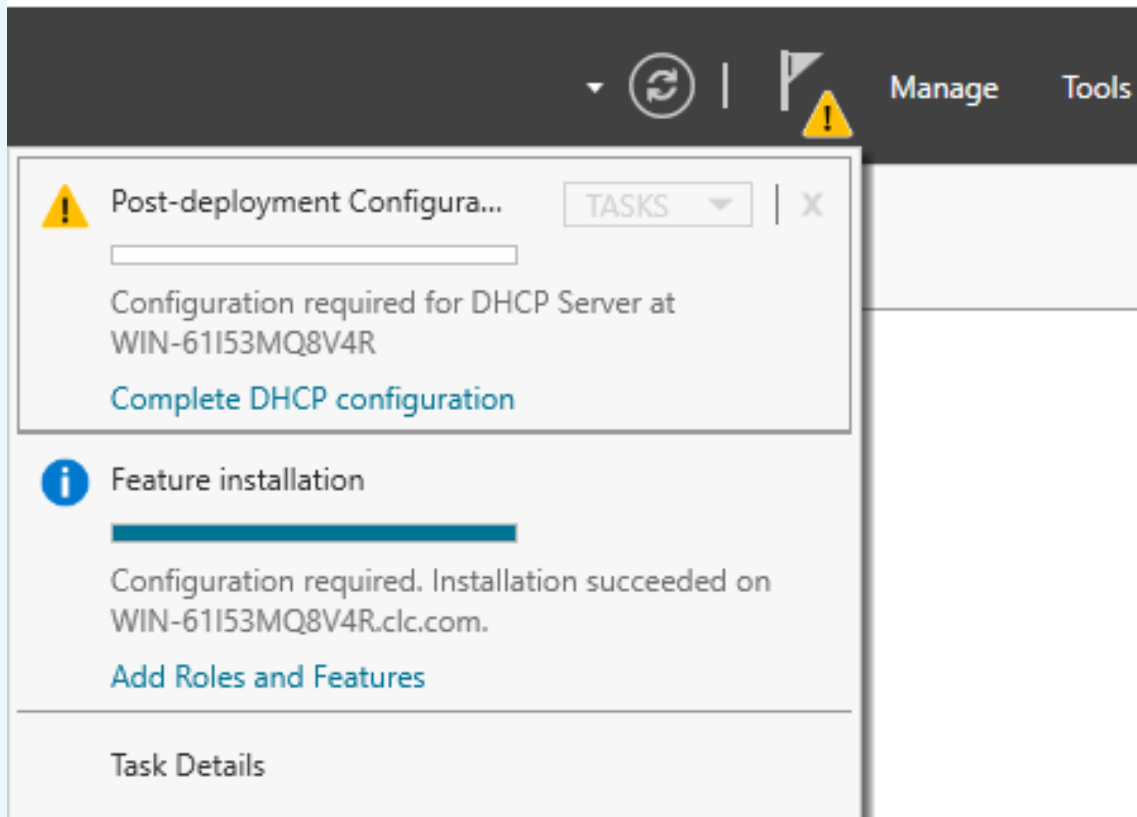 Manage
Tools
Post-deployment Configura...
TASKS
x
Configuration required for DHCP Server at
WIN-61I53MQ8V4R
Complete DHCP configuration
Feature installation
Configuration required. Installation succeeded on
WIN-61I53MQ8V4R.clc.com.
Add Roles and Features
Task Details